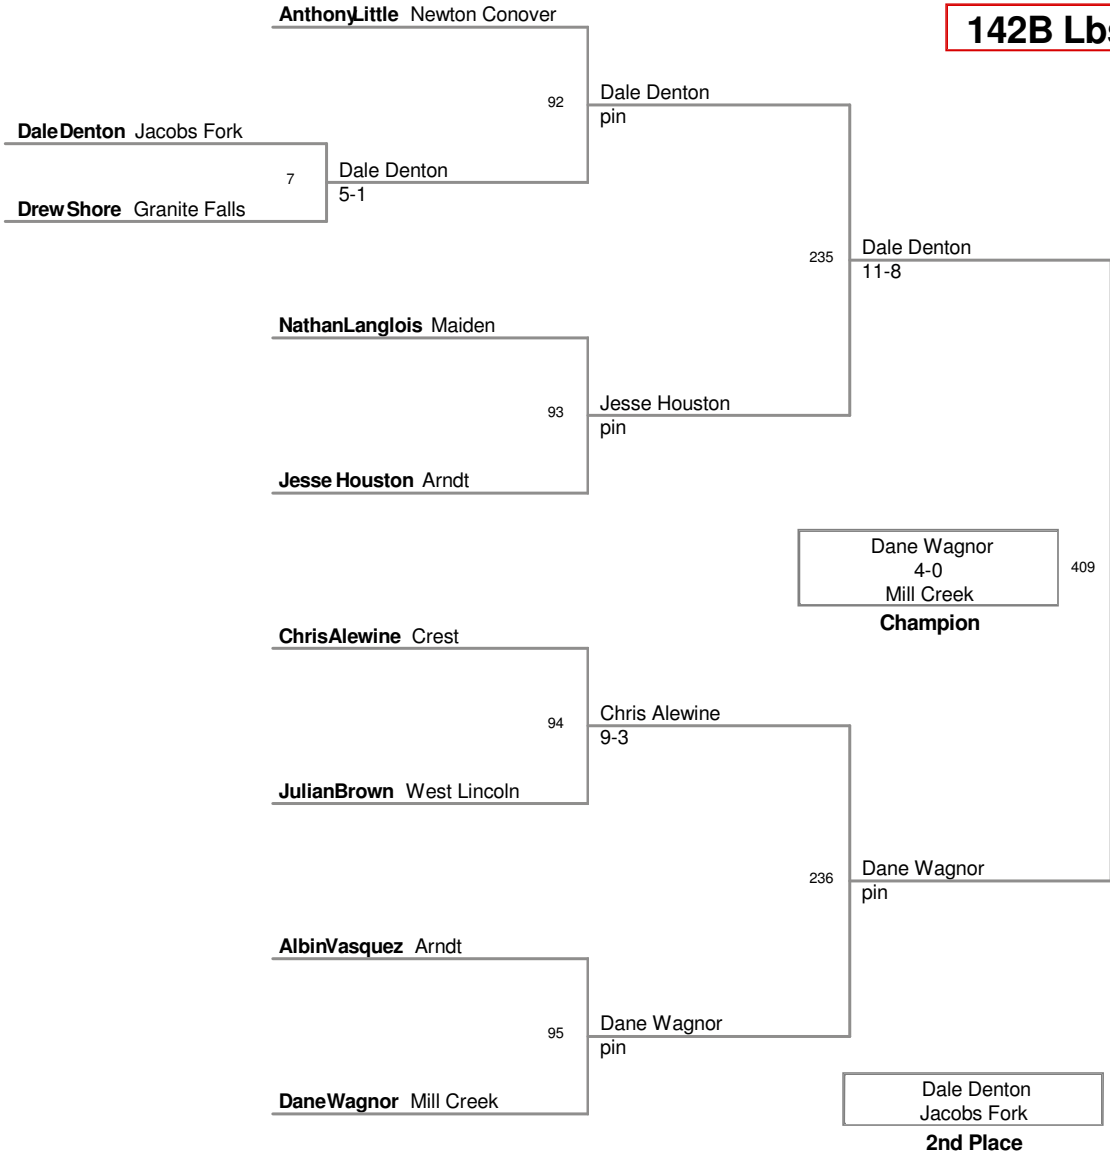 AnthonyLittle Newton Conover
142B Lbs
92
Dale Denton
pin
DaleDenton Jacobs Fork
7
Dale Denton
5-1
Drew Shore Granite Falls
235
Dale Denton
11-8
NathanLanglois Maiden
93
Jesse Houston
pin
Jesse Houston Arndt
Dane Wagnor
4-0
Mill Creek
409
Champion
ChrisAlewine Crest
94
Chris Alewine
9-3
JulianBrown West Lincoln
236
Dane Wagnor
pin
AlbinVasquez Arndt
95
Dane Wagnor
pin
DaneWagnor Mill Creek
Dale Denton
Jacobs Fork
2nd Place